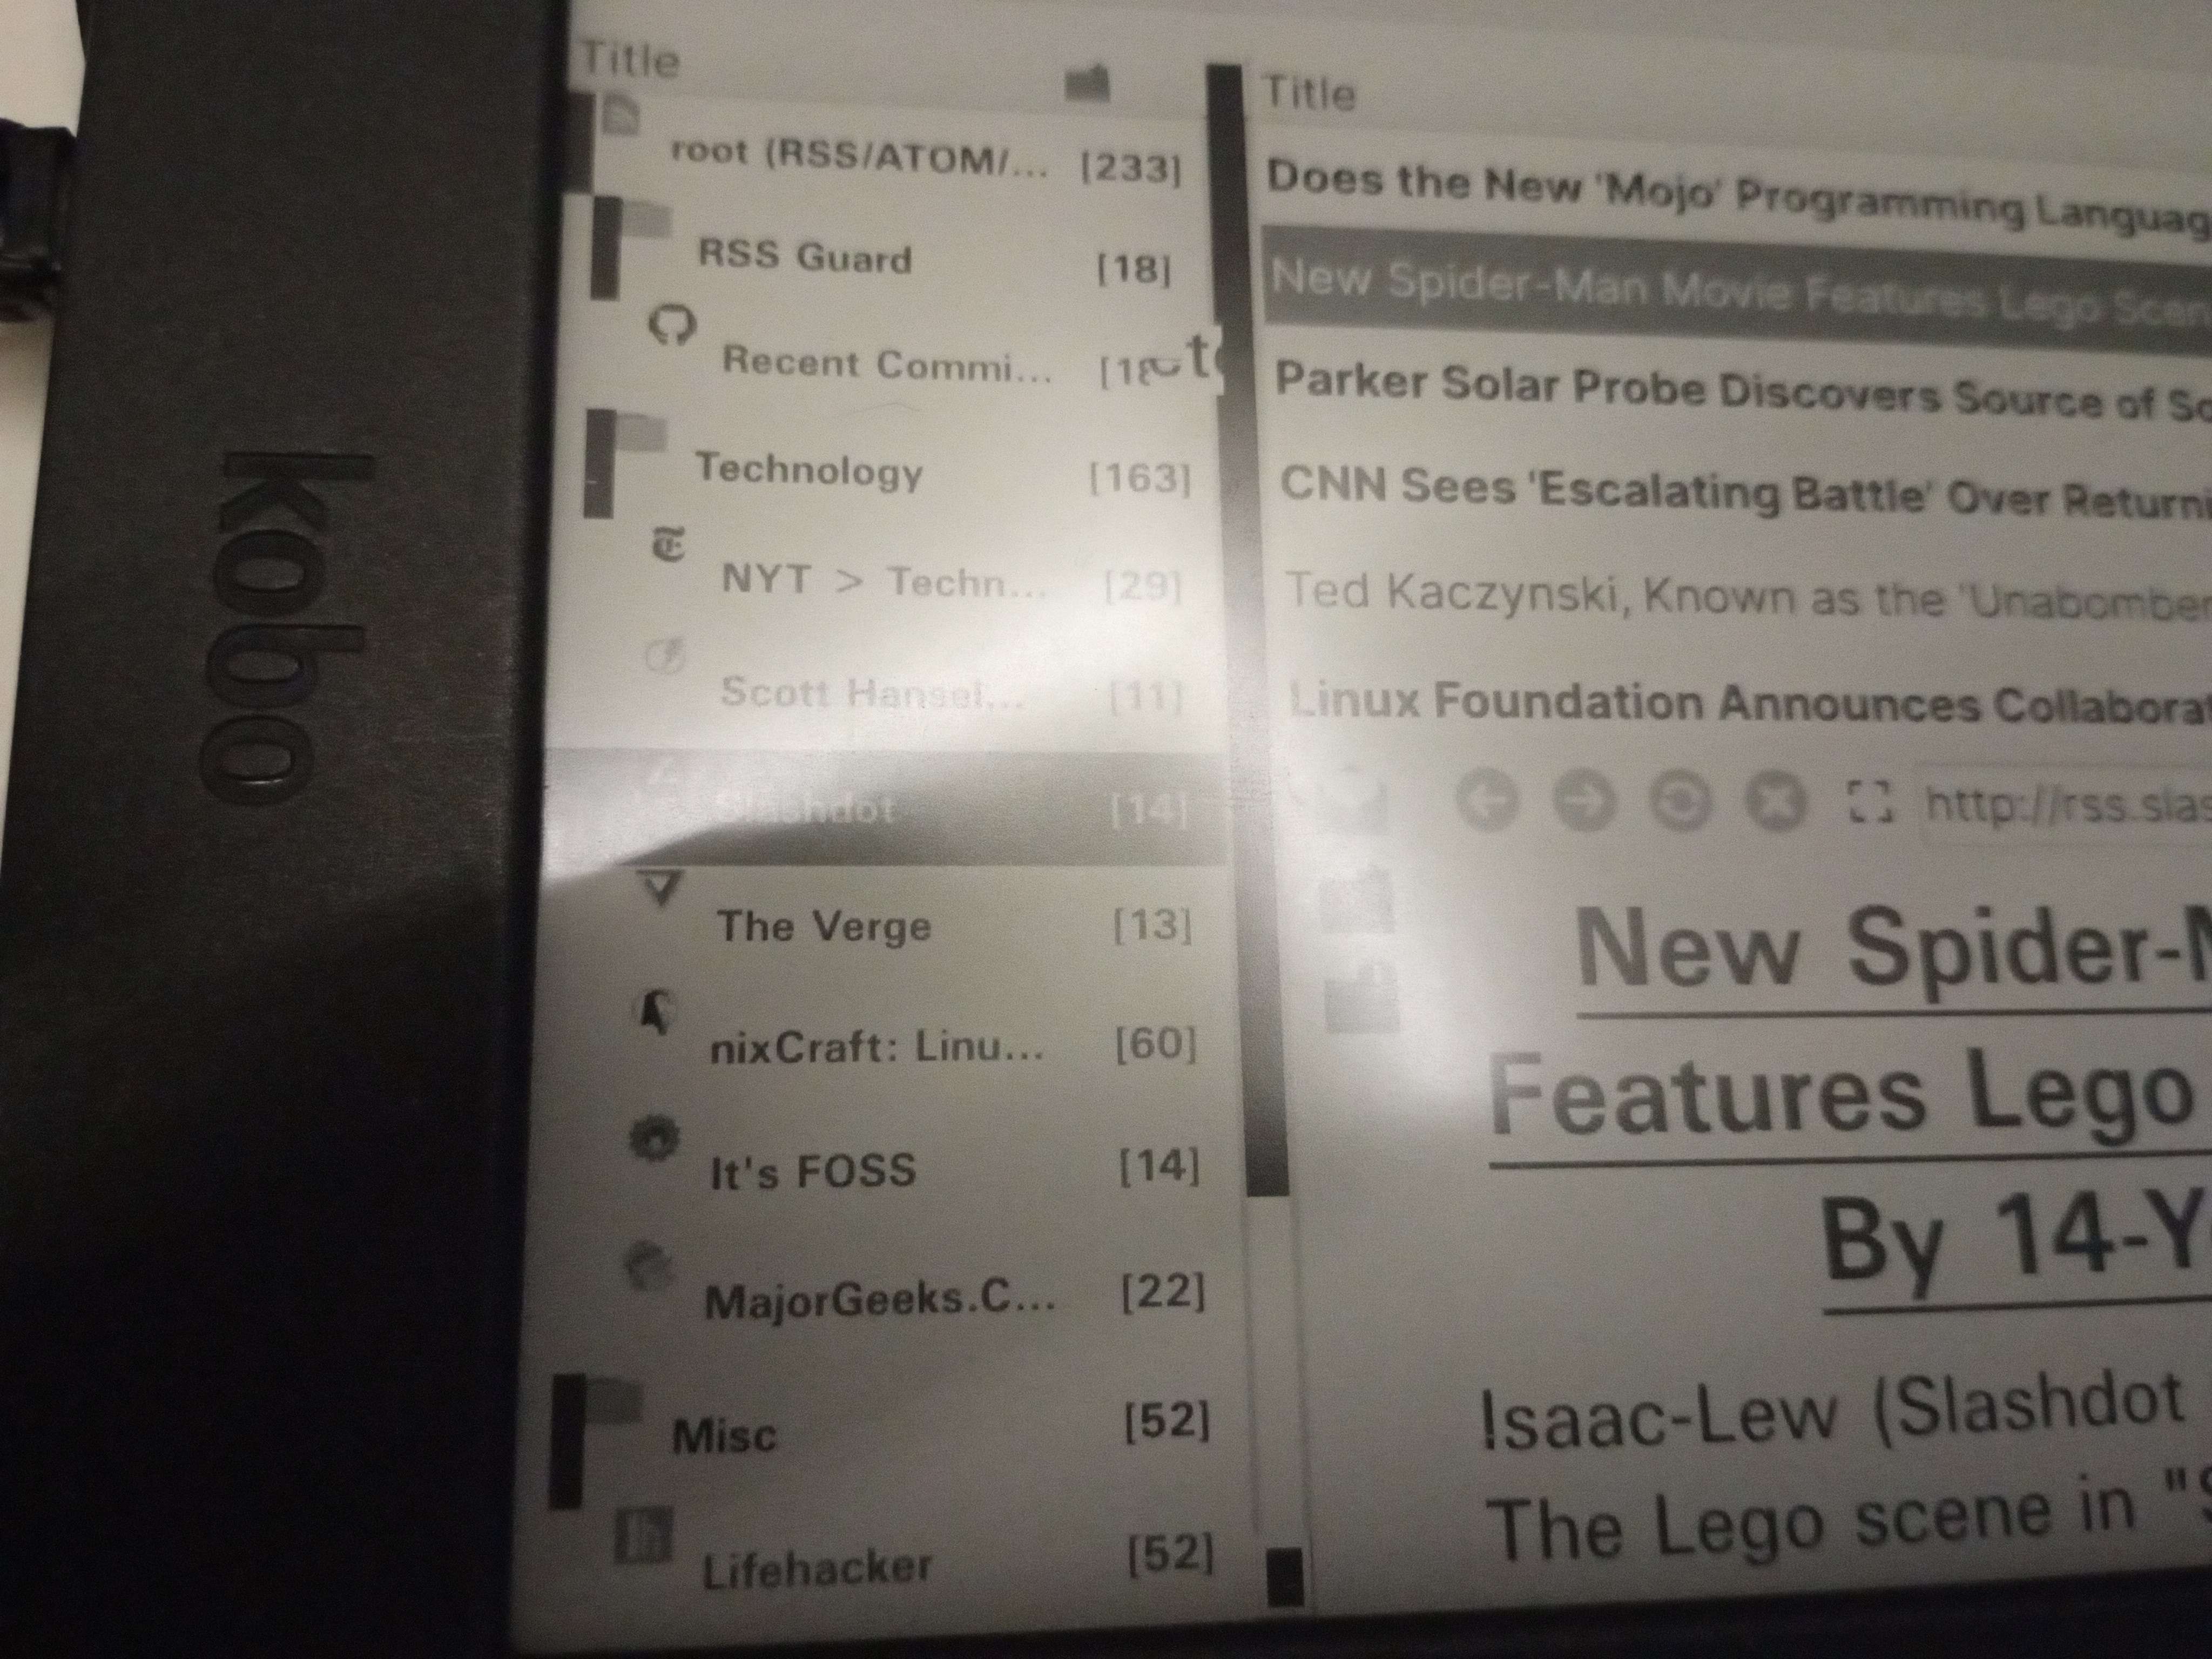 kobo
Title
root (RSS/ATOM/... [233]
RSS Guard [18]
Recent Commi... [18
Technology [163]
NYT > Techn... [29]
Scott Hansel... [11]
Slashdot [14]
The Verge [13]
nixCraft: Linu... [60]
It's FOSS [14]
MajorGeeks.C... [22]
Misc [52]
Lifehacker [52]
Title
Does the New 'Mojo' Programming Languag
New Spider-Man Movie Features Lego Scen
Parker Solar Probe Discovers Source of So
CNN Sees 'Escalating Battle' Over Returni
Ted Kaczynski, Known as the 'Unabomber
Linux Foundation Announces Collaborat
http://rss.slas
New Spider-M
Features Lego
By 14-Y
Isaac-Lew (Slashdot
The Lego scene in "S